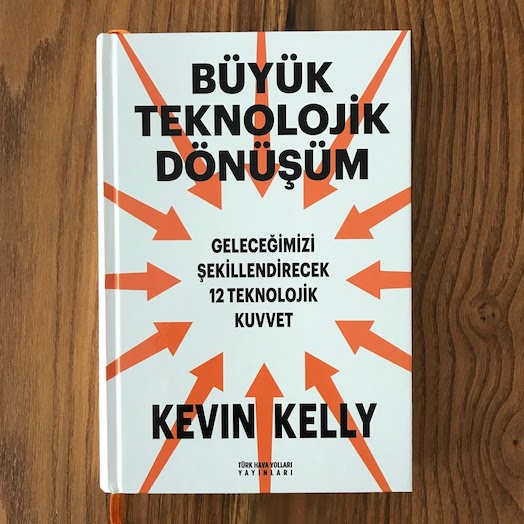 BÜYÜK
TEKNOLOJİK
DÖNÜŞÜM
GELECEĞİMİZİ
ŞEKİLLENDİRECEK
12 TEKNOLOJİK
KUVVET
KEVIN KELLY
TÜRK HAVA YOLLARI
YAYINLARI